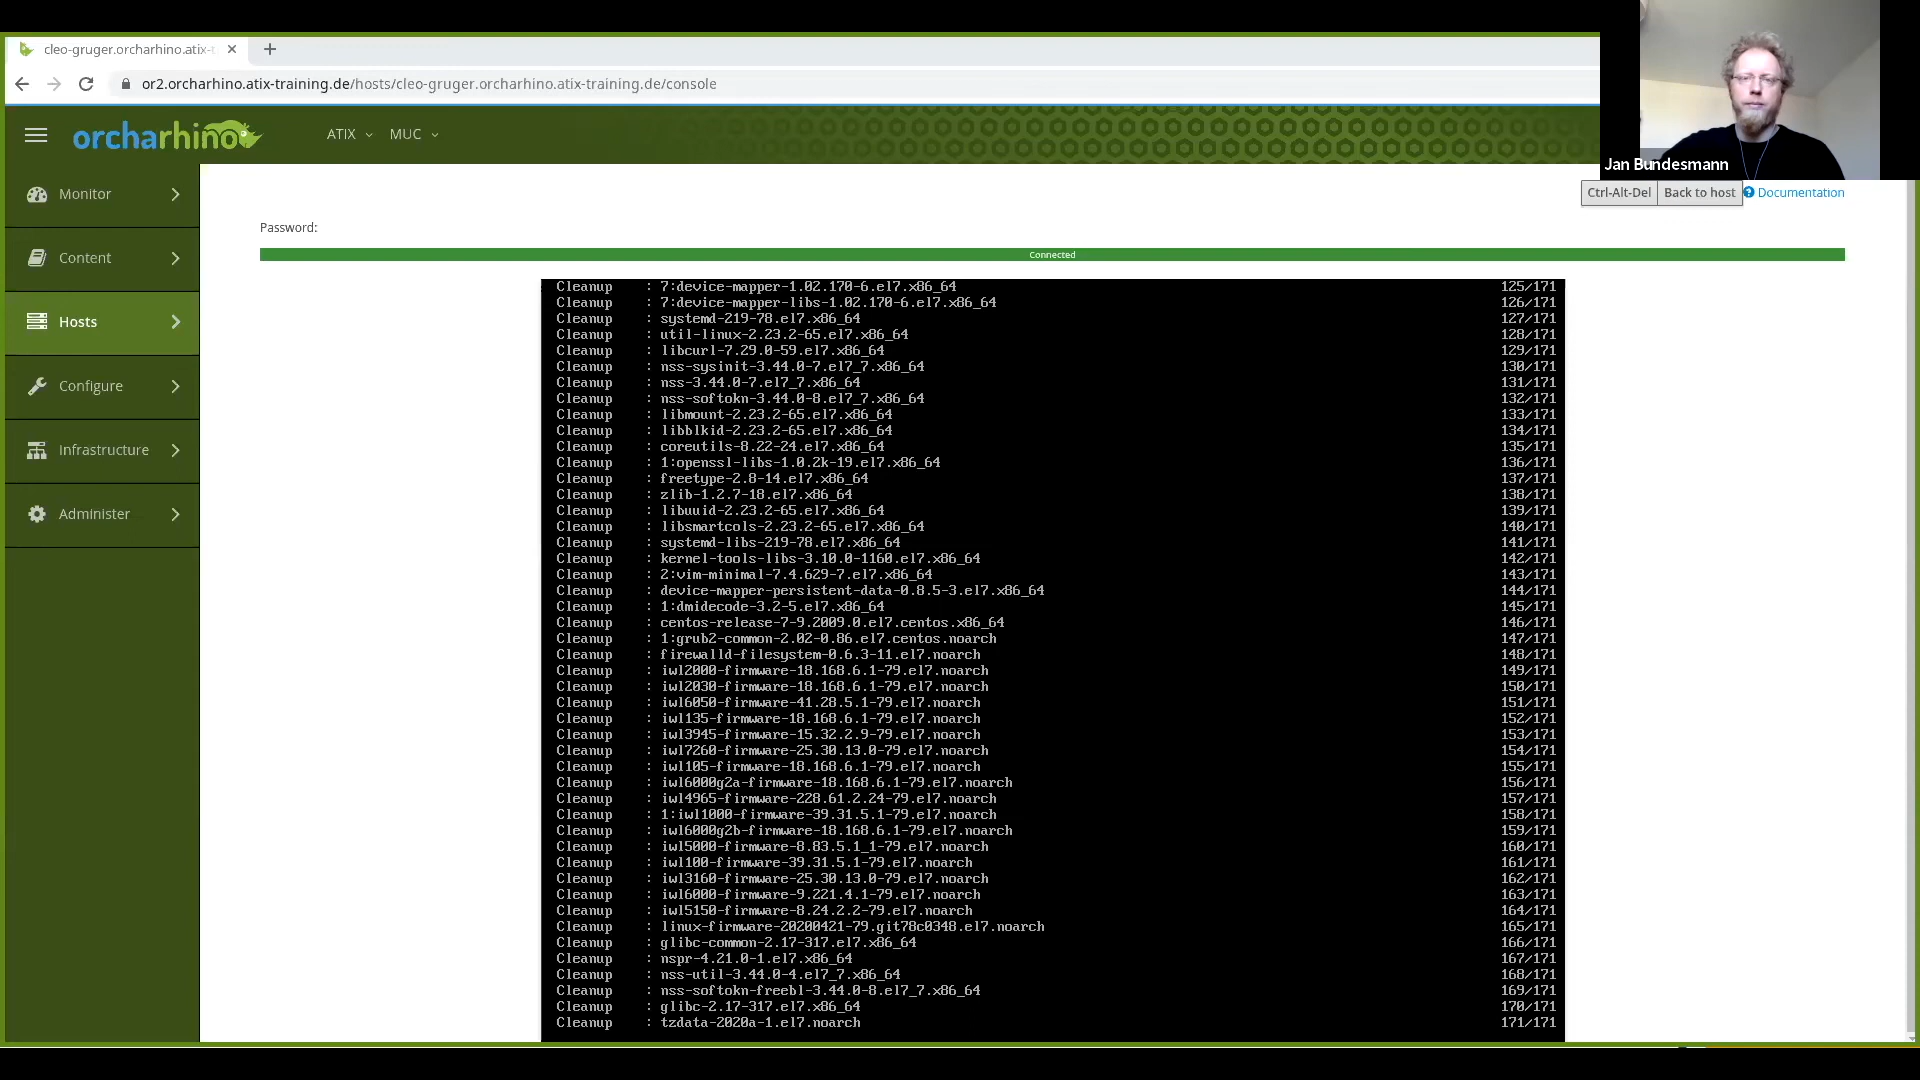 cleo-gruger.orcharhino.atix-t
or2.orcharhino.atix-training.de/hosts/cleo-gruger.orcharhino.atix-training.de/console
orcharhino
ATIX
MUC
Jan Bundesmann
Ctrl-Alt-Del
Back to host
Documentation
Monitor
Content
Hosts
Configure
Infrastructure
Administer
Password:
Connected
Cleanup : 7:device-mapper-1.02.170-6.el7.x86_64 125/171
Cleanup : 7:device-mapper-libs-1.02.170-6.el7.x86_64 126/171
Cleanup : systemd-219-78.el7.x86_64 127/171
Cleanup : util-linux-2.23.2-65.el7.x86_64 128/171
Cleanup : libcurl-7.29.0-59.el7.x86_64 129/171
Cleanup : nss-sysinit-3.44.0-7.el7_7.x86_64 130/171
Cleanup : nss-3.44.0-7.el7_7.x86_64 131/171
Cleanup : nss-softokn-3.44.0-8.el7_7.x86_64 132/171
Cleanup : libmount-2.23.2-65.el7.x86_64 133/171
Cleanup : libblkid-2.23.2-65.el7.x86_64 134/171
Cleanup : coreutils-8.22-24.el7.x86_64 135/171
Cleanup : 1:openssl-libs-1.0.2k-19.el7.x86_64 136/171
Cleanup : freetype-2.8-14.el7.x86_64 137/171
Cleanup : zlib-1.2.7-18.el7.x86_64 138/171
Cleanup : libuuid-2.23.2-65.el7.x86_64 139/171
Cleanup : libsmartcols-2.23.2-65.el7.x86_64 140/171
Cleanup : systemd-libs-219-78.el7.x86_64 141/171
Cleanup : kernel-tools-libs-3.10.0-1160.el7.x86_64 142/171
Cleanup : 2:vim-minimal-7.4.629-7.el7.x86_64 143/171
Cleanup : device-mapper-persistent-data-0.8.5-3.el7.x86_64 144/171
Cleanup : 1:dmidecode-3.2-5.el7.x86_64 145/171
Cleanup : centos-release-7-9.2009.0.el7.centos.x86_64 146/171
Cleanup : 1:grub2-common-2.02-0.86.el7.centos.noarch 147/171
Cleanup : firewalld-filesystem-0.6.3-11.el7.noarch 148/171
Cleanup : iwl2000-firmware-18.168.6.1-79.el7.noarch 149/171
Cleanup : iwl2030-firmware-18.168.6.1-79.el7.noarch 150/171
Cleanup : iwl6050-firmware-41.28.5.1-79.el7.noarch 151/171
Cleanup : iwl135-firmware-18.168.6.1-79.el7.noarch 152/171
Cleanup : iwl3945-firmware-15.32.2.9-79.el7.noarch 153/171
Cleanup : iwl7260-firmware-25.30.13.0-79.el7.noarch 154/171
Cleanup : iwl105-firmware-18.168.6.1-79.el7.noarch 155/171
Cleanup : iwl6000g2a-firmware-18.168.6.1-79.el7.noarch 156/171
Cleanup : iwl4965-firmware-228.61.2.24-79.el7.noarch 157/171
Cleanup : 1:iwl1000-firmware-39.31.5.1-79.el7.noarch 158/171
Cleanup : iwl6000g2b-firmware-18.168.6.1-79.el7.noarch 159/171
Cleanup : iwl5000-firmware-8.83.5.1_1-79.el7.noarch 160/171
Cleanup : iwl100-firmware-39.31.5.1-79.el7.noarch 161/171
Cleanup : iwl3160-firmware-25.30.13.0-79.el7.noarch 162/171
Cleanup : iwl6000-firmware-9.221.4.1-79.el7.noarch 163/171
Cleanup : iwl5150-firmware-8.24.2.2-79.el7.noarch 164/171
Cleanup : linux-firmware-20200421-79.git78c0348.el7.noarch 165/171
Cleanup : glibc-common-2.17-317.el7.x86_64 166/171
Cleanup : nspr-4.21.0-1.el7.x86_64 167/171
Cleanup : nss-util-3.44.0-4.el7_7.x86_64 168/171
Cleanup : nss-softokn-freebl-3.44.0-8.el7_7.x86_64 169/171
Cleanup : glibc-2.17-317.el7.x86_64 170/171
Cleanup : tzdata-2020a-1.el7.noarch 171/171